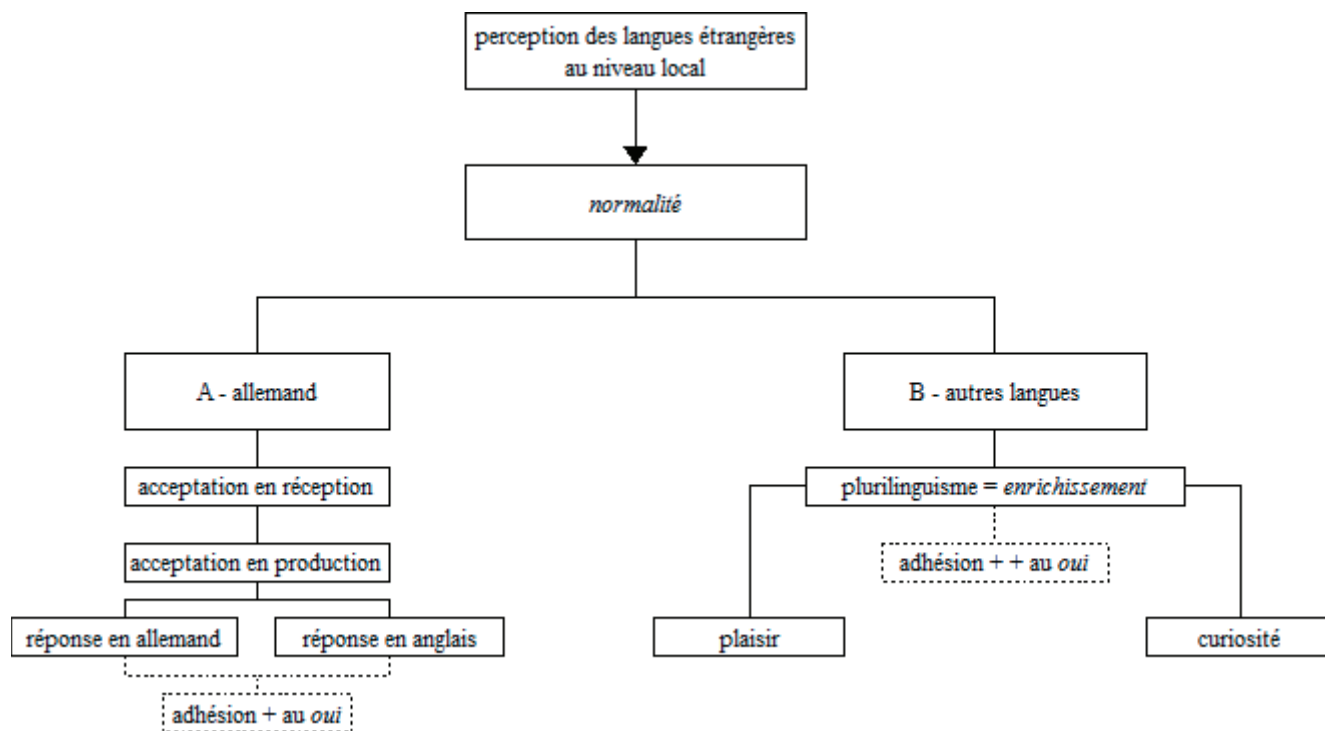 perception des langues étrangères
au niveau local
normalité
A - allemand
B - autres langues
acceptation en réception
plurilinguisme = enrichissement
acceptation en production
adhésion + + au oui
réponse en allemand
réponse en anglais
plaisir
curiosité
adhésion + au oui